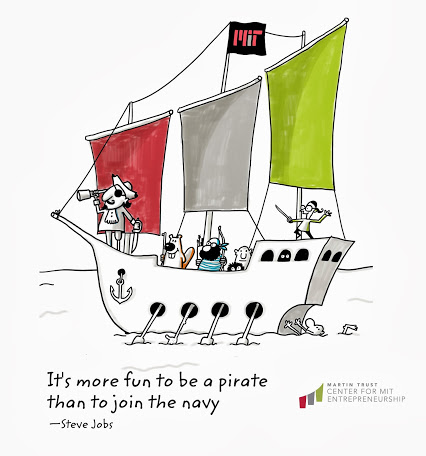 MiT
It's more fun to be a pirate
than to join the navy
—Steve Jobs
MARTIN TRUST
CENTER FOR MIT
ENTREPRENEURSHIP